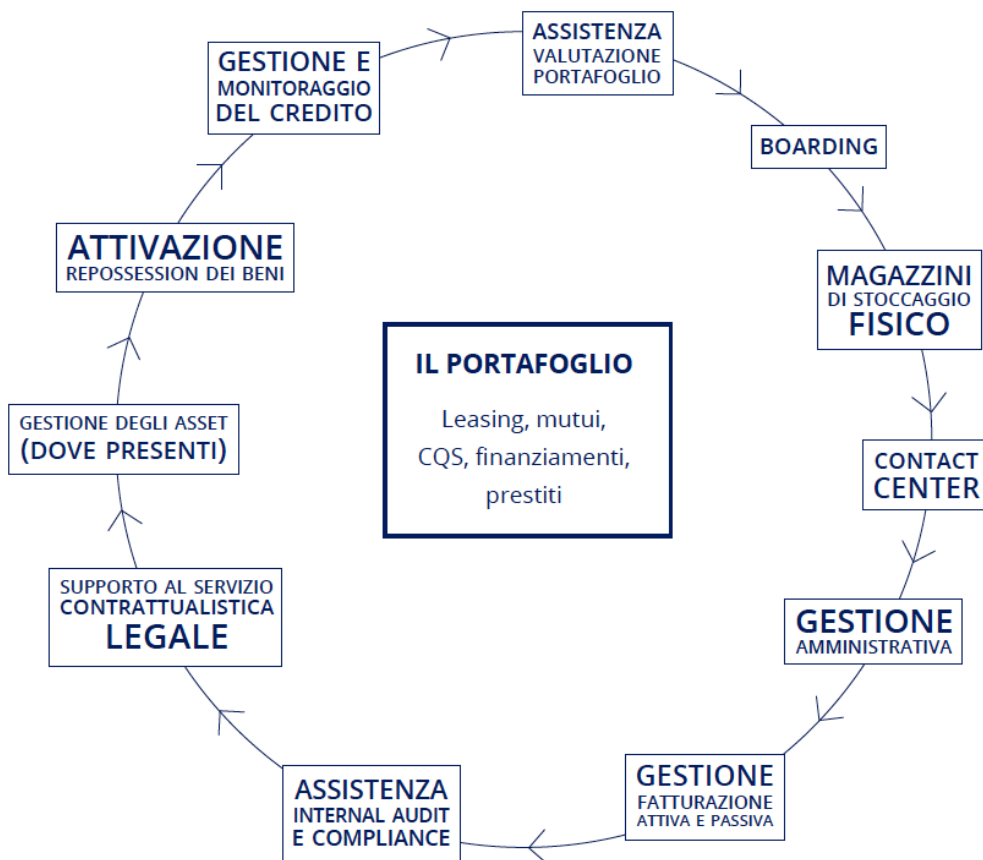 ASSISTENZA
VALUTAZIONE
PORTAFOGLIO
BOARDING
MAGAZZINI
DI STOCCAGGIO
FISICO
CONTACT
CENTER
GESTIONE
AMMINISTRATIVA
GESTIONE
FATTURAZIONE
ATTIVA E PASSIVA
ASSISTENZA
INTERNAL AUDIT
E COMPLIANCE
SUPPORTO AL SERVIZIO
CONTRATTUALISTICA
LEGALE
GESTIONE DEGLI ASSET
(DOVE PRESENTI)
ATTIVAZIONE
REPOSSESSION DEI BENI
GESTIONE E
MONITORAGGIO
DEL CREDITO
IL PORTAFOGLIO
Leasing, mutui,
CQS, finanziamenti,
prestiti